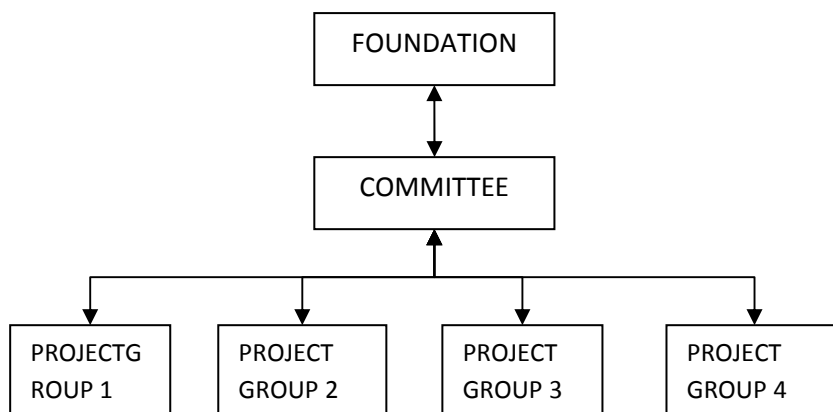 FOUNDATION
COMMITTEE
PROJECTG
ROUP 1
PROJECT
GROUP 2
PROJECT
GROUP 3
PROJECT
GROUP 4